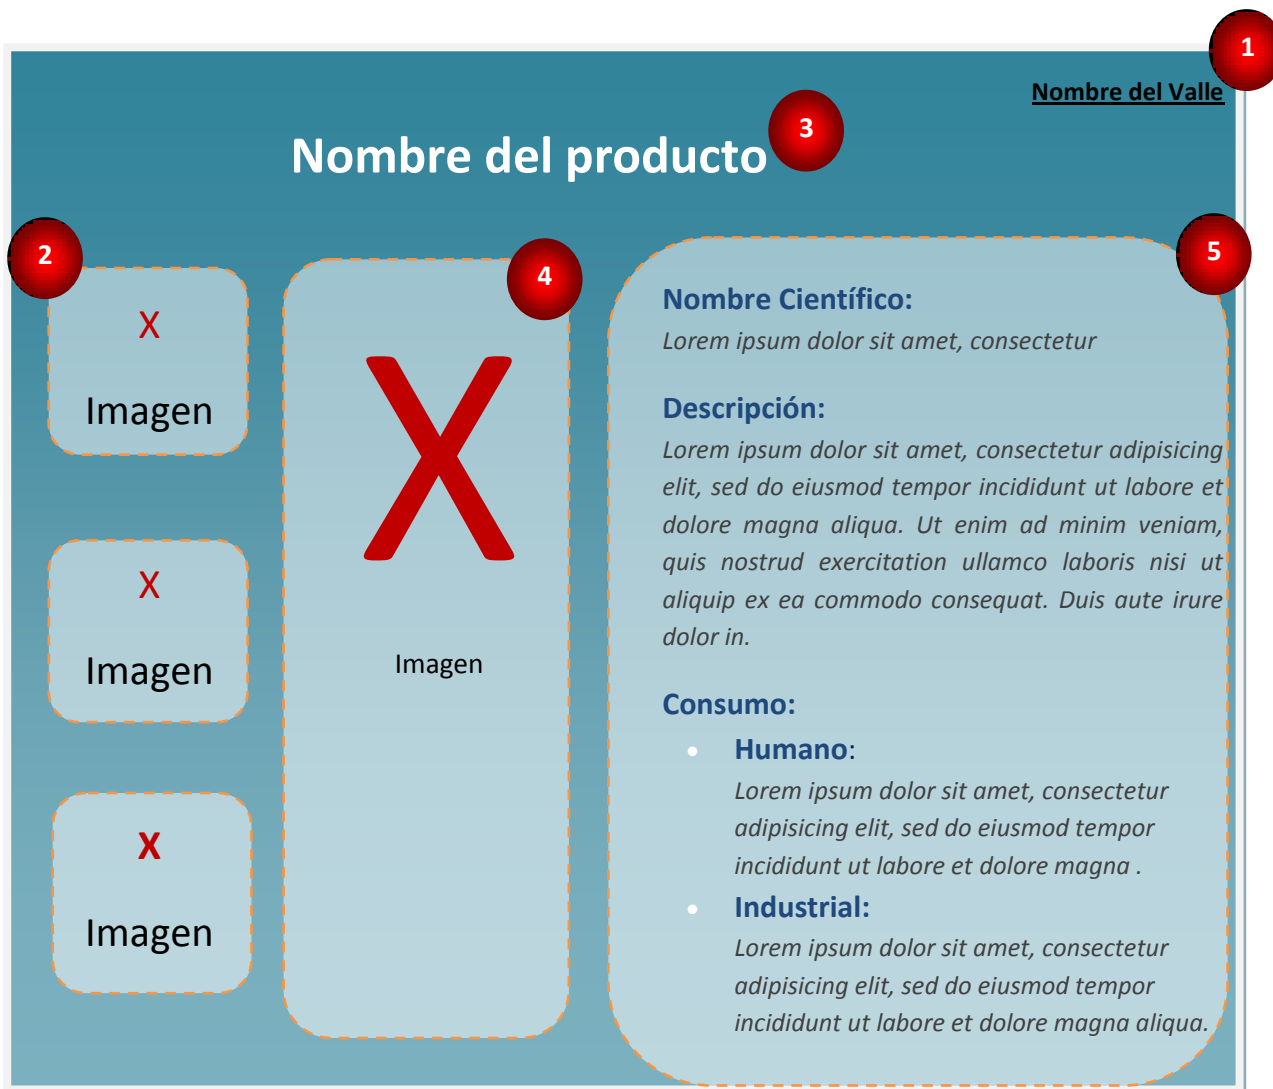 1
Nombre del Valle
3
Nombre del producto
2
X
Imagen
X
Imagen
X
Imagen
4
X
Imagen
5
Nombre Científico:
Lorem ipsum dolor sit amet, consectetur
Descripción:
Lorem ipsum dolor sit amet, consectetur adipisicing
elit, sed do eiusmod tempor incididunt ut labore et
dolore magna aliqua. Ut enim ad minim veniam,
quis nostrud exercitation ullamco laboris nisi ut
aliquip ex ea commodo consequat. Duis aute irure
dolor in.
Consumo:
• Humano:
Lorem ipsum dolor sit amet, consectetur
adipisicing elit, sed do eiusmod tempor
incididunt ut labore et dolore magna .
• Industrial:
Lorem ipsum dolor sit amet, consectetur
adipisicing elit, sed do eiusmod tempor
incididunt ut labore et dolore magna aliqua.